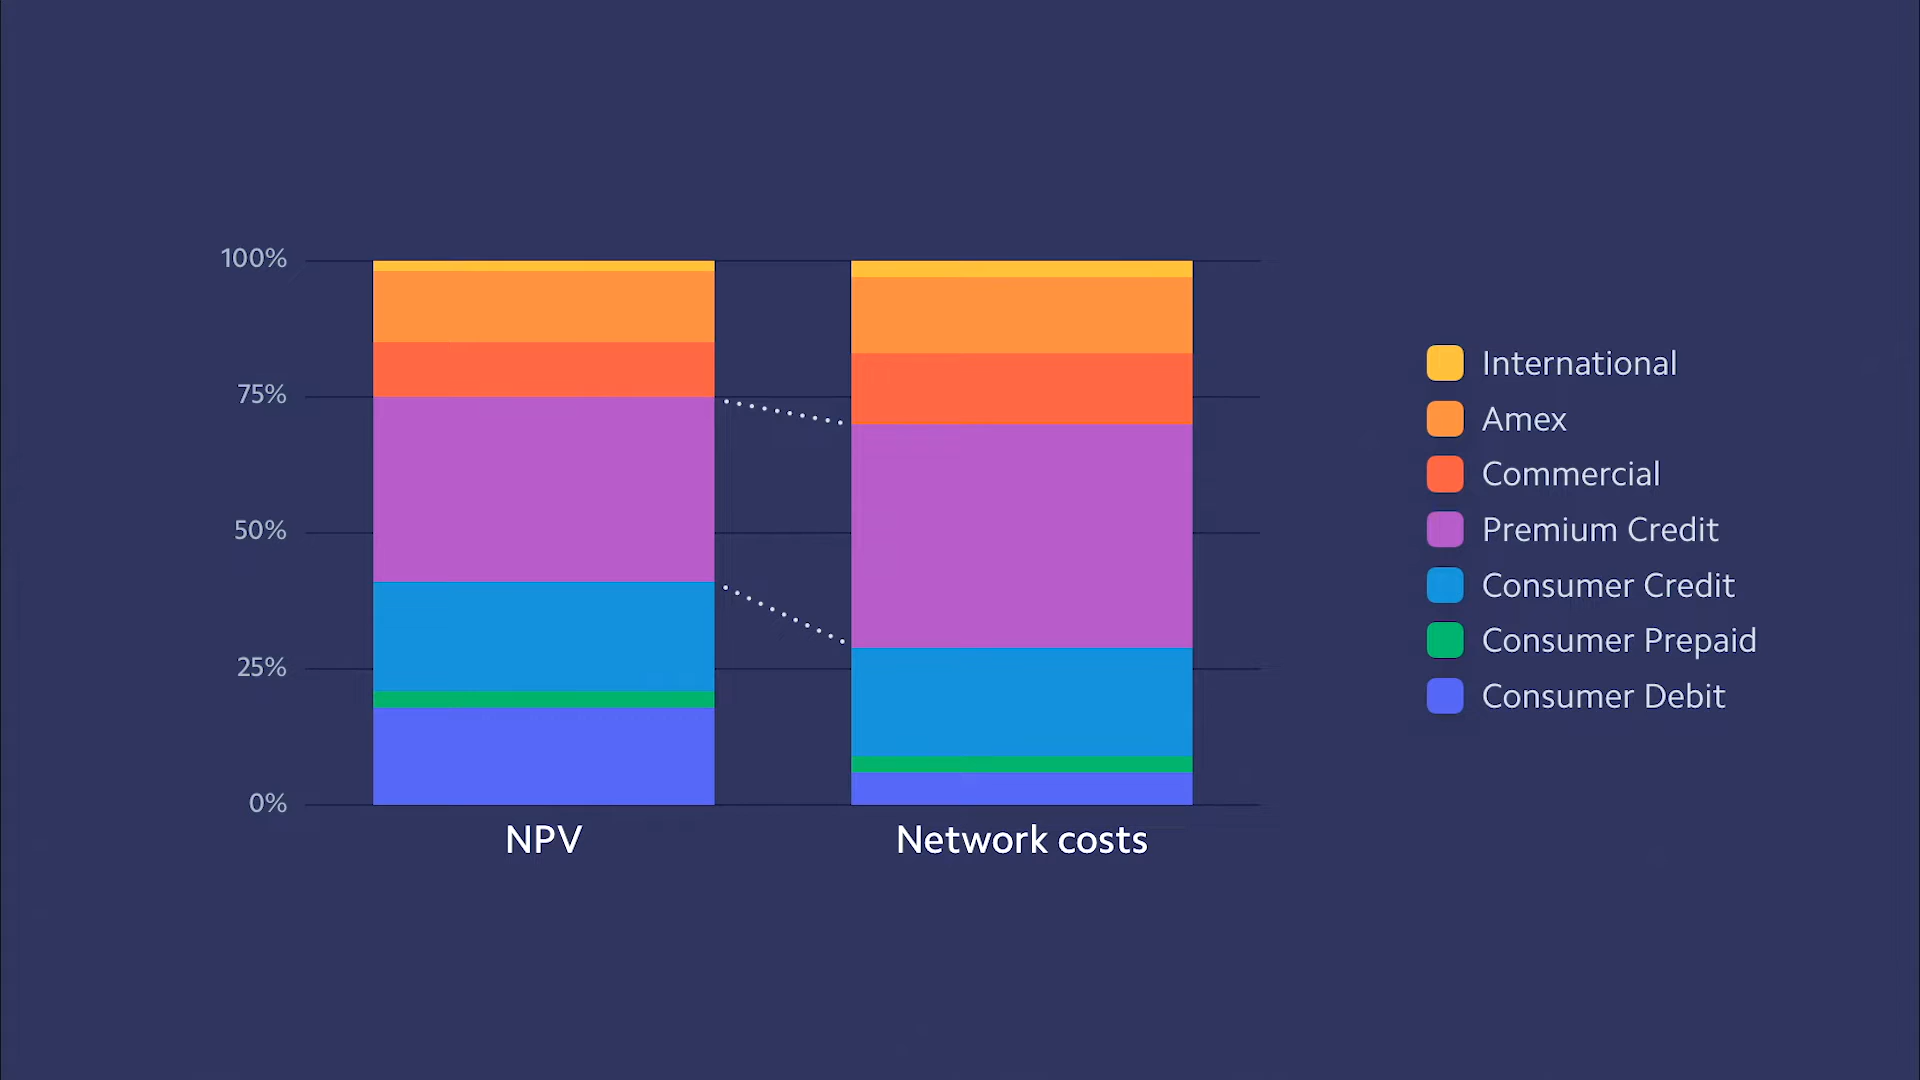 100%
75%
50%
25%
0%
NPV
Network costs
International
Amex
Commercial
Premium Credit
Consumer Credit
Consumer Prepaid
Consumer Debit